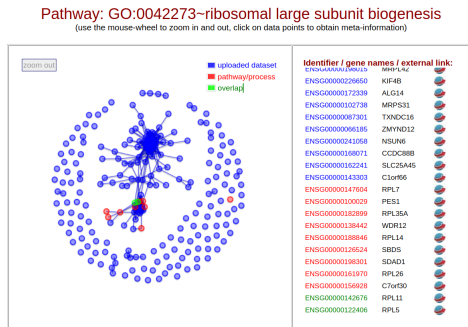 Pathway: GO:0042273~ribosomal large subunit biogenesis
(use the mouse-wheel to zoom in and out, click on data points to obtain meta-information)
zoom out
uploaded dataset
pathway/process
overlap
Identifier / gene names / external link:
ENSG00000198015 MRPL42
ENSG00000226650 KIF4B
ENSG00000172339 ALG14
ENSG00000102738 MRPS31
ENSG00000087301 TXNDC16
ENSG00000066185 ZMYND12
ENSG00000241058 NSUN6
ENSG00000168071 CCDC88B
ENSG00000162241 SLC25A45
ENSG00000143303 C1orf66
ENSG00000147604 RPL7
ENSG00000100029 PES1
ENSG00000182899 RPL35A
ENSG00000138442 WDR12
ENSG00000188846 RPL14
ENSG00000126524 SBDS
ENSG00000198301 SDAD1
ENSG00000161970 RPL26
ENSG00000156928 C7orf30
ENSG00000142676 RPL11
ENSG00000122406 RPL5